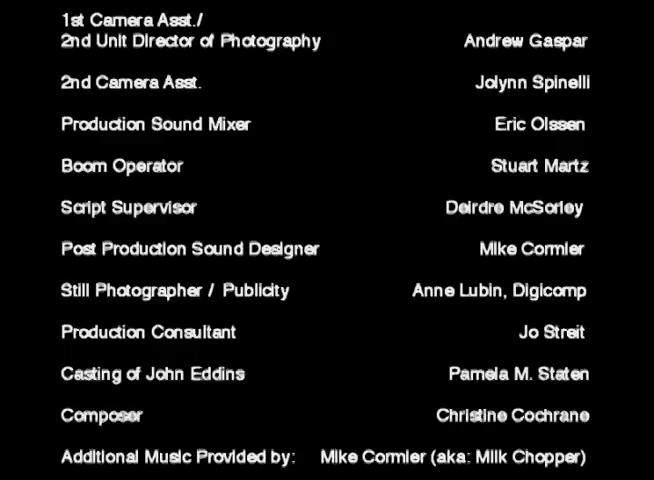 1st Camera Asst./
2nd Unit Director of Photography Andrew Gaspar
2nd Camera Asst. Jolynn Spinelli
Production Sound Mixer Eric Olssen
Boom Operator Stuart Martz
Script Supervisor Deirdre McSorley
Post Production Sound Designer Mike Cormier
Still Photographer / Publicity Anne Lubin, Digicomp
Production Consultant Jo Streit
Casting of John Eddins Pamela M. Staten
Composer Christine Cochrane
Additional Music Provided by: Mike Cormier (aka: Milk Chopper)